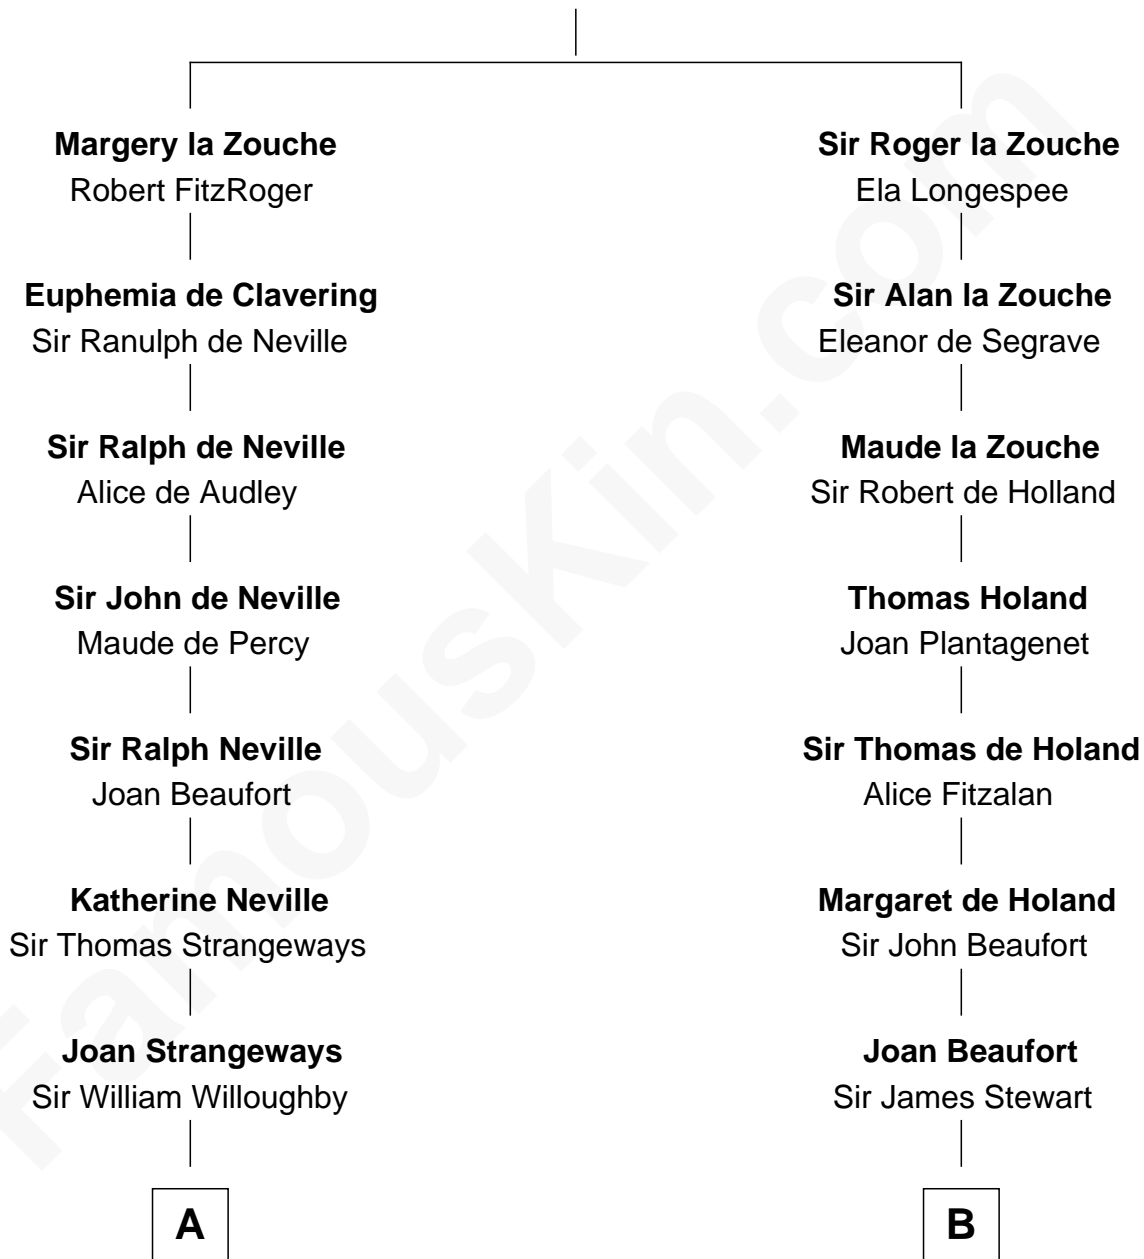 Margery la Zouche
Robert FitzRoger
Euphemia de Clavering
Sir Ranulph de Neville
Sir Ralph de Neville
Alice de Audley
Sir John de Neville
Maude de Percy
Sir Ralph Neville
Joan Beaufort
Katherine Neville
Sir Thomas Strangeways
Joan Strangeways
Sir William Willoughby
A
Sir Roger la Zouche
Ela Longespee
Sir Alan la Zouche
Eleanor de Segrave
Maude la Zouche
Sir Robert de Holland
Thomas Holand
Joan Plantagenet
Sir Thomas de Holand
Alice Fitzalan
Margaret de Holand
Sir John Beaufort
Joan Beaufort
Sir James Stewart
B
FamousKin.com